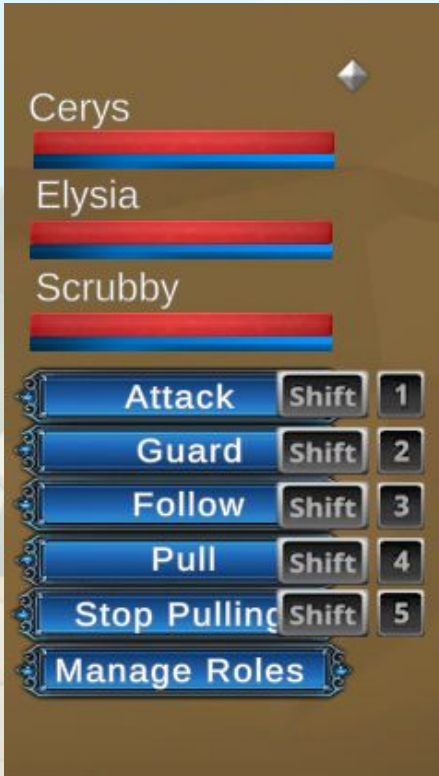 Cerys
Elysia
Scrubby
Attack Shift 1
Guard Shift 2
Follow Shift 3
Pull Shift 4
Stop Pulling Shift 5
Manage Roles